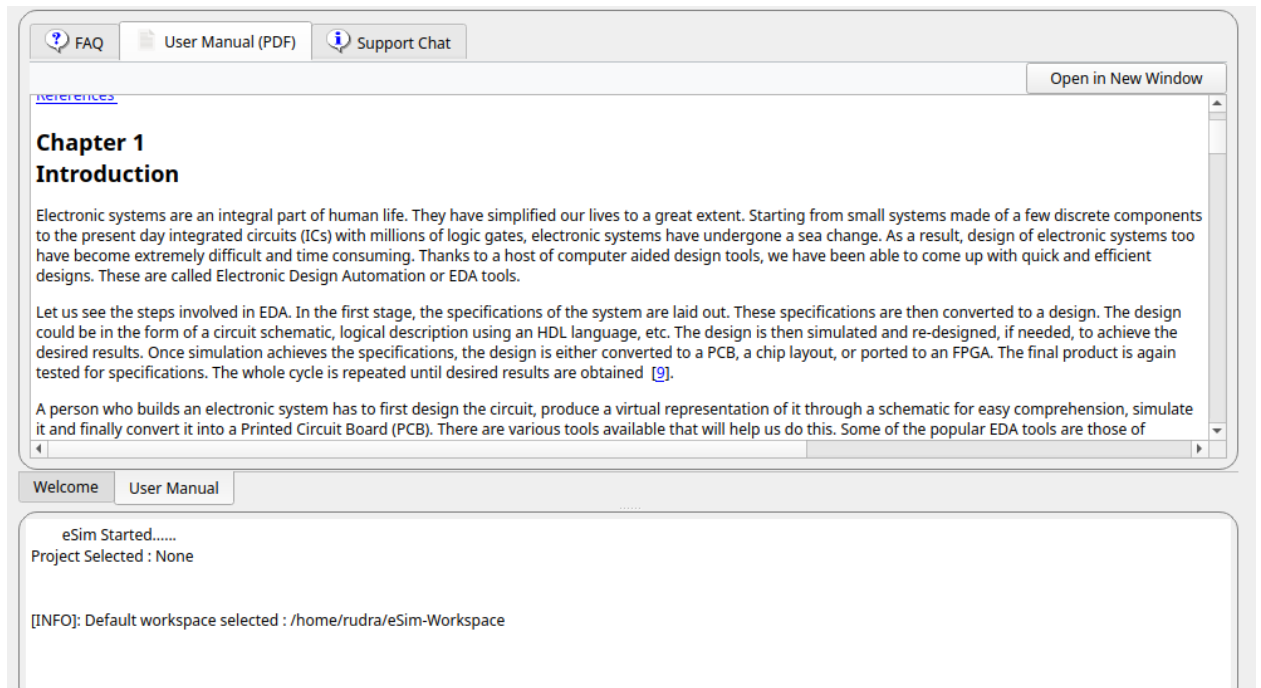 FAQ
User Manual (PDF)
Support Chat
Open in New Window
References
Chapter 1
Introduction
Electronic systems are an integral part of human life. They have simplified our lives to a great extent. Starting from small systems made of a few discrete components
to the present day integrated circuits (ICs) with millions of logic gates, electronic systems have undergone a sea change. As a result, design of electronic systems too
have become extremely difficult and time consuming. Thanks to a host of computer aided design tools, we have been able to come up with quick and efficient
designs. These are called Electronic Design Automation or EDA tools.
Let us see the steps involved in EDA. In the first stage, the specifications of the system are laid out. These specifications are then converted to a design. The design
could be in the form of a circuit schematic, logical description using an HDL language, etc. The design is then simulated and re-designed, if needed, to achieve the
desired results. Once simulation achieves the specifications, the design is either converted to a PCB, a chip layout, or ported to an FPGA. The final product is again
tested for specifications. The whole cycle is repeated until desired results are obtained [9].
A person who builds an electronic system has to first design the circuit, produce a virtual representation of it through a schematic for easy comprehension, simulate
it and finally convert it into a Printed Circuit Board (PCB). There are various tools available that will help us do this. Some of the popular EDA tools are those of
Welcome
User Manual
eSim Started......
Project Selected : None
[INFO]: Default workspace selected : /home/rudra/eSim-Workspace